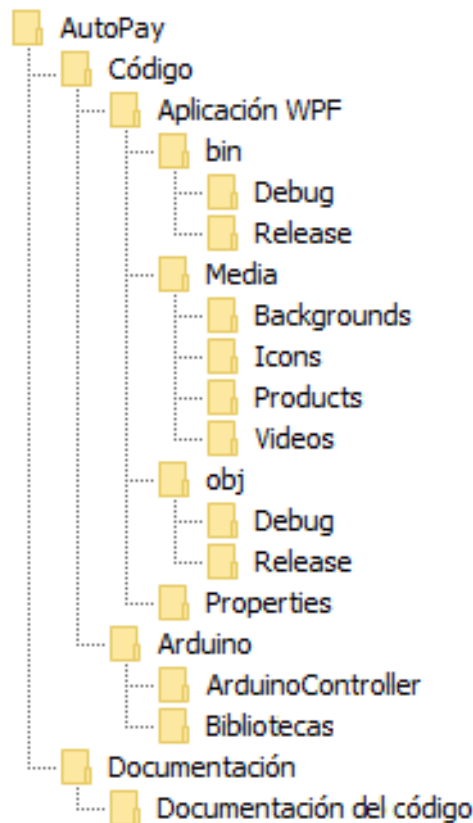 AutoPay
Código
Aplicación WPF
bin
Debug
Release
Media
Backgrounds
Icons
Products
Videos
obj
Debug
Release
Properties
Arduino
ArduinoController
Bibliotecas
Documentación
Documentación del código